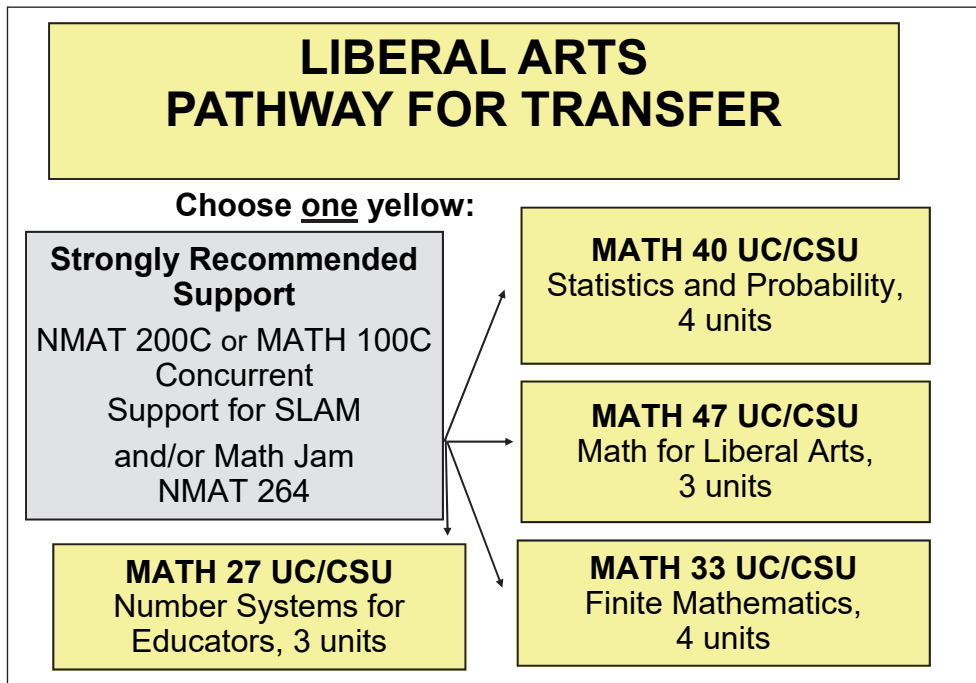 LIBERAL ARTS
PATHWAY FOR TRANSFER
Choose one yellow:
Strongly Recommended
Support
NMAT 200C or MATH 100C
Concurrent
Support for SLAM
and/or Math Jam
NMAT 264
MATH 40 UC/CSU
Statistics and Probability,
4 units
MATH 47 UC/CSU
Math for Liberal Arts,
3 units
MATH 27 UC/CSU
Number Systems for
Educators, 3 units
MATH 33 UC/CSU
Finite Mathematics,
4 units